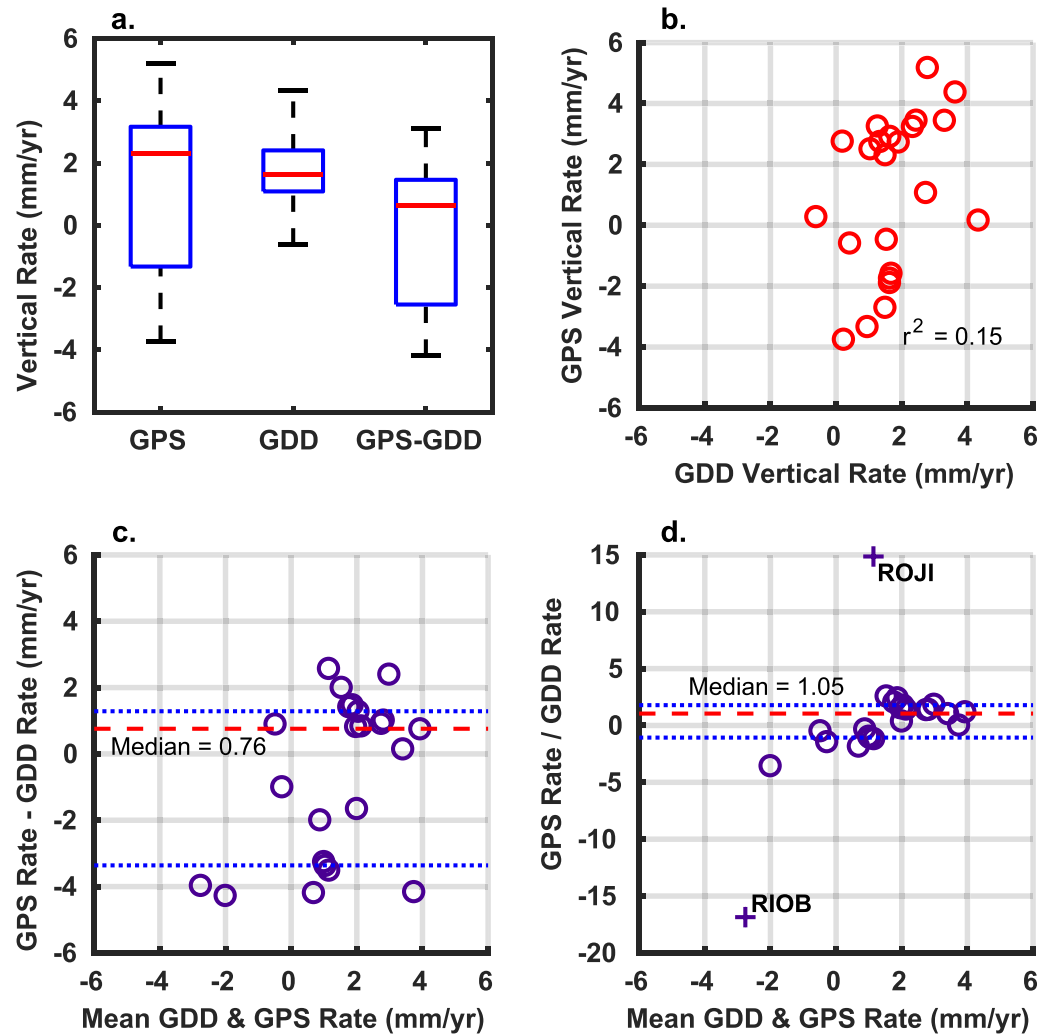 a.
6
4
2
0
-2
-4
-6
Vertical Rate (mm/yr)
GPS GDD GPS-GDD
b.
6
4
2
0
-2
-4
-6
GPS Vertical Rate (mm/yr)
r² = 0.15
-6 -4 -2 0 2 4 6
GDD Vertical Rate (mm/yr)
c.
6
4
2
0
-2
-4
-6
GPS Rate - GDD Rate (mm/yr)
Median = 0.76
-6 -4 -2 0 2 4 6
Mean GDD & GPS Rate (mm/yr)
d.
15
10
5
0
-5
-10
-15
-20
GPS Rate / GDD Rate
ROJI
Median = 1.05
RIOB
-6 -4 -2 0 2 4 6
Mean GDD & GPS Rate (mm/yr)